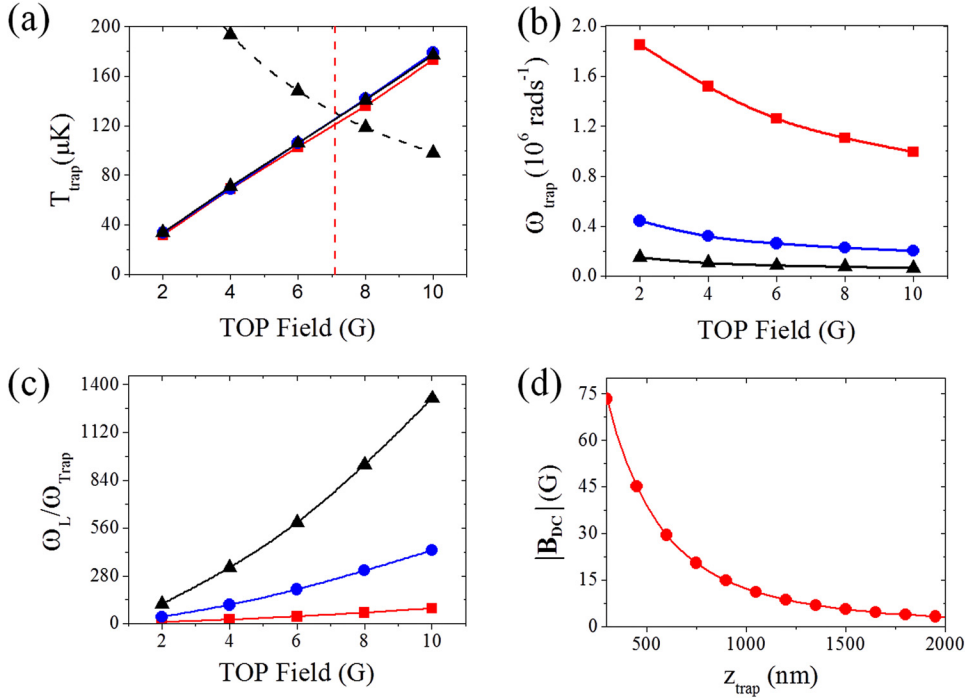 (a)
200
160
120
80
40
0
T_trap(μK)
2 4 6 8 10
TOP Field (G)
(b)
2.0
1.6
1.2
0.8
0.4
0.0
ω_trap (10^6 rads^-1)
2 4 6 8 10
TOP Field (G)
(c)
1400
1120
840
560
280
0
ω_L/ω_Trap
2 4 6 8 10
TOP Field (G)
(d)
75
60
45
30
15
0
|B_DC| (G)
500 1000 1500 2000
z_trap (nm)